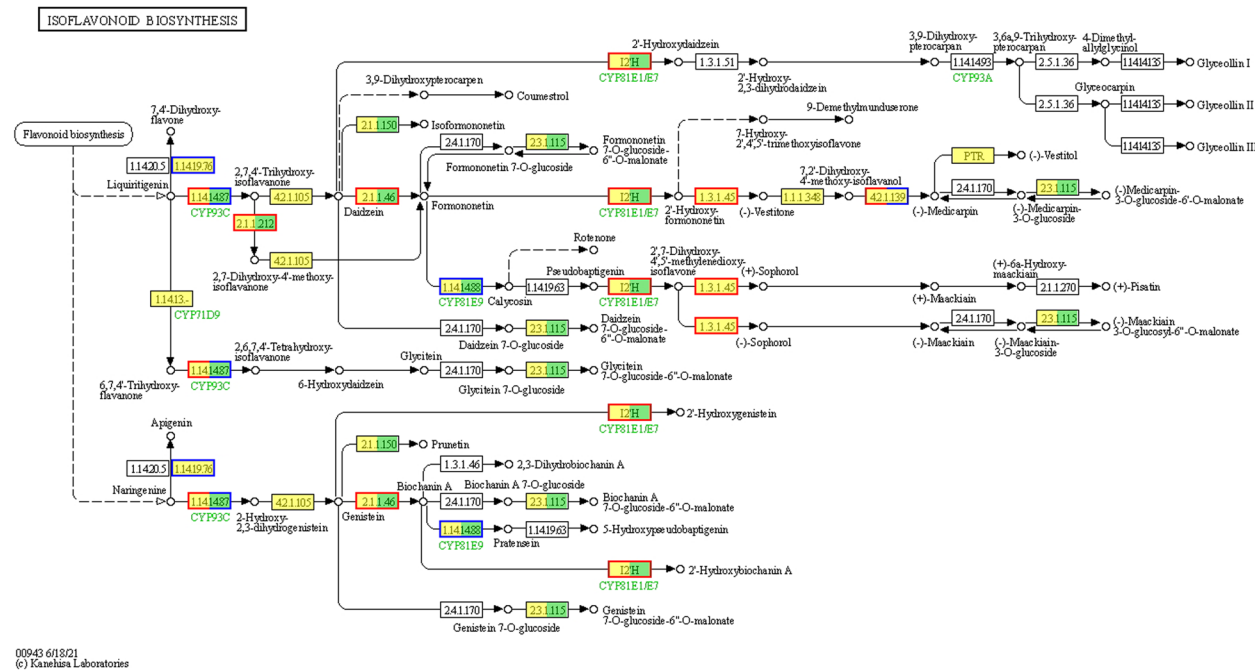 ISOFLAVONOID BIOSYNTHESIS
2'-Hydroxydaidzein
3,9-Dihydroxy-
pterocarpan
3,6a,9-Trihydroxy-
pterocarpan
4-Dimethyl-
allylglycinol
I2'H
1.3.1.51
1.14.14.93
2.5.1.36
1.14.14.135
Glyceollin I
CYP81E1/E7
2'-Hydroxy-
2,3-dihydrodaidzein
CYP93A
3,9-Dihydroxypterocarpen
Coumestrol
Glyceocarpin
2.5.1.36
1.14.14.135
Glyceollin II
7,4'-Dihydroxy-
flavone
9-Demethylmunduserone
2.1.1.150
Isoformononetin
Flavonoid biosynthesis
7-Hydroxy-
2',4',5'-trimethoxyisoflavone
2.4.1.170
2.3.1.115
Formononetin
7-O-glucoside-
6''-O-malonate
1.14.14.135
Glyceollin III
Formononetin 7-O-glucoside
PTR
(-)-Vestitol
1.14.20.5
1.14.19.76
Liquiritigenin
2,7,4'-Trihydroxy-
isoflavanone
7,2'-Dihydroxy-
4'-methoxy-isoflavanol
1.14.14.87
4.2.1.105
2.1.1.46
I2'H
1.3.1.45
1.1.1.348
4.2.1.139
2.4.1.170
2.3.1.115
(-)-Medicarpin-
3-O-glucoside-6'-O-malonate
CYP93C
Daidzein
Formononetin
CYP81E1/E7
2'-Hydroxy-
formononetin
(-)-Vestitone
(-)-Medicarpin
(-)-Medicarpin-
3-O-glucoside
2.1.1.212
4.2.1.105
Rotenone
2,7-Dihydroxy-4'-methoxy-
isoflavanone
2',7-Dihydroxy-
4',5'-methylenedioxy-
isoflavone
Pseudobaptigenin
(+)-Sophorol
(+)-6a-Hydroxy-
maackiain
1.14.14.88
1.14.19.63
I2'H
1.3.1.45
2.1.1.270
(+)-Pisatin
CYP81E9
Calycosin
CYP81E1/E7
(+)-Maackiain
1.14.13.-
CYP71D9
2.4.1.170
2.3.1.115
Daidzein
7-O-glucoside-
6''-O-malonate
1.3.1.45
2.4.1.170
2.3.1.115
(-)-Maackiain
3-O-glucosyl-6''-O-malonate
Daidzein 7-O-glucoside
(-)-Sophorol
(-)-Maackiain
(-)-Maackiain-
3-O-glucoside
2,6,7,4'-Tetrahydroxy-
isoflavanone
Glycitein
1.14.14.87
2.4.1.170
2.3.1.115
Glycitein
7-O-glucoside-6''-O-malonate
6,7,4'-Trihydroxy-
flavanone
CYP93C
6-Hydroxydaidzein
Glycitein 7-O-glucoside
I2'H
2'-Hydroxygenistein
CYP81E1/E7
Apigenin
2.1.1.150
Prunetin
1.14.20.5
1.14.19.76
1.3.1.46
2,3-Dihydrobiochanin A
Naringenine
Biochanin A
Biochanin A 7-O-glucoside
1.14.14.87
4.2.1.105
2.1.1.46
2.4.1.170
2.3.1.115
Biochanin A
7-O-glucoside-6''-O-malonate
CYP93C
2-Hydroxy-
2,3-dihydrogenistein
Genistein
1.14.14.88
1.14.19.63
5-Hydroxypseudobaptigenin
CYP81E9
Pratensein
I2'H
2'-Hydroxybiochanin A
CYP81E1/E7
2.4.1.170
2.3.1.115
Genistein
7-O-glucoside-6''-O-malonate
Genistein 7-O-glucoside
00943 6/18/21
(c) Kanehisa Laboratories